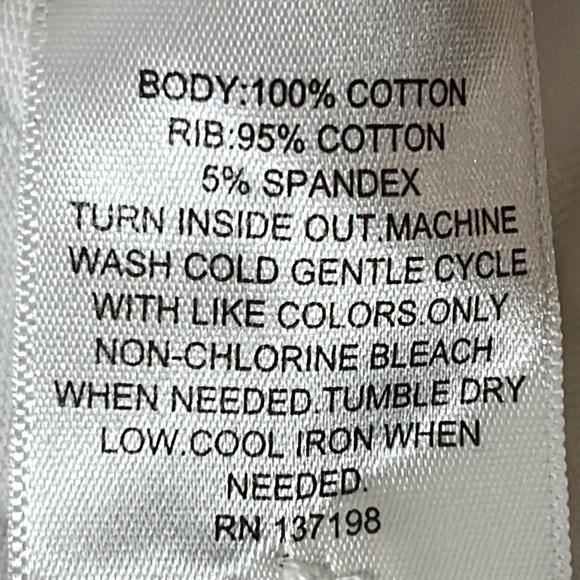 BODY:100% COTTON
RIB:95% COTTON
5% SPANDEX
TURN INSIDE OUT.MACHINE
WASH COLD GENTLE CYCLE
WITH LIKE COLORS.ONLY
NON-CHLORINE BLEACH
WHEN NEEDED.TUMBLE DRY
LOW.COOL IRON WHEN
NEEDED.
RN 137198